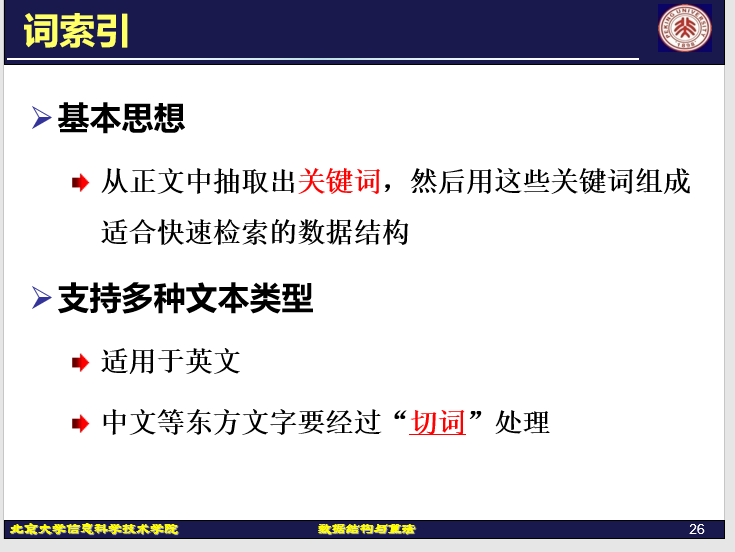 词索引
基本思想
从正文中抽取出关键词，然后用这些关键词组成
适合快速检索的数据结构
支持多种文本类型
适用于英文
中文等东方文字要经过“切词”处理
北京大学信息科学技术学院
数据结构与算法
26
PEKING UNIVERSITY
1898